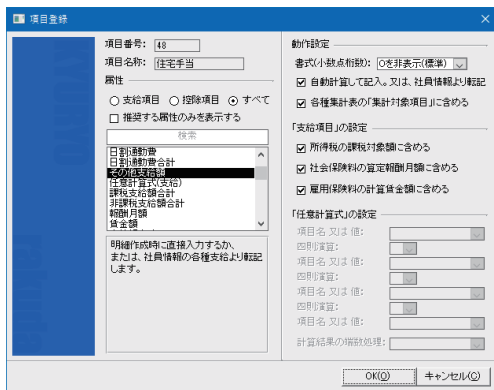 項目登録
項目番号: 48
項目名称: 住宅手当
属性
支給項目 控除項目 すべて
推奨する属性のみを表示する
検索
日割通勤費
日割通勤費合計
その他支給額
任意計算式(支給)
課税支給額合計
非課税支給額合計
報酬月額
賃金額
明細作成時に直接入力するか、
または、社員情報の各種支給より転記
します。
動作設定
書式(小数点桁数): 0を非表示(標準)
自動計算して記入。又は、社員情報より転記
各種集計表の「集計対象項目」に含める
「支給項目」の設定
所得税の課税対象額に含める
社会保険料の算定報酬月額に含める
雇用保険料の計算賃金額に含める
「任意計算式」の設定
項目名 又は 値:
四則演算:
項目名 又は 値:
四則演算:
項目名 又は 値:
四則演算:
項目名 又は 値:
計算結果の端数処理:
OK(O) キャンセル(C)
KYURYO
rakuda